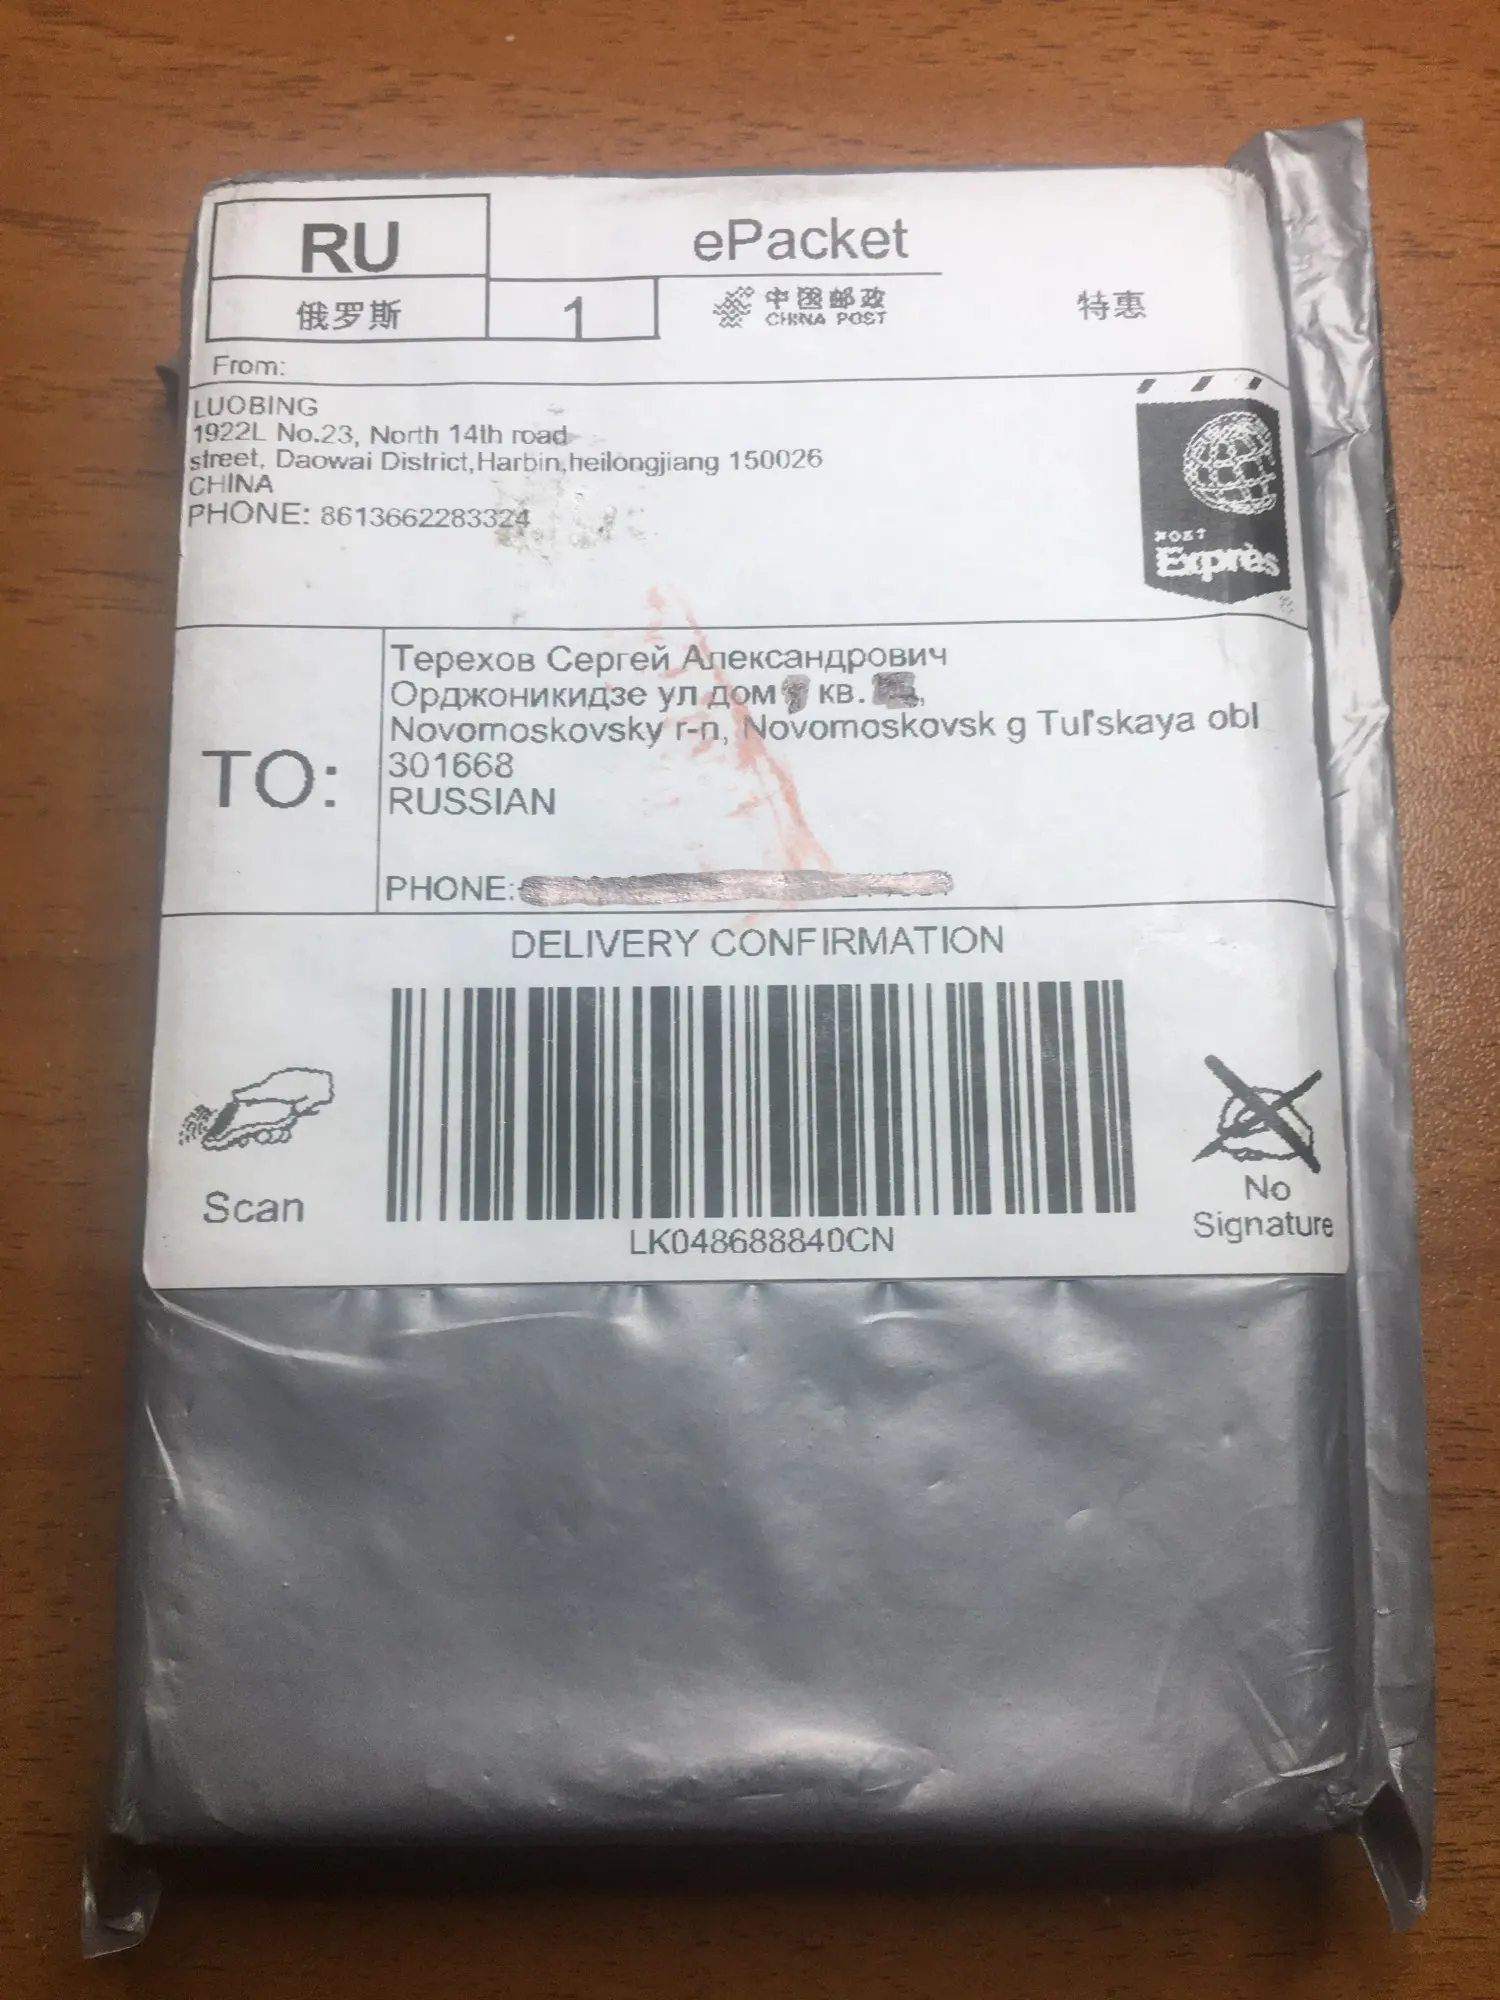 RU
ePacket
俄罗斯
1
中国邮政
CHINA POST
特惠
From:
LUOBING
1922L No.23, North 14th road
street, Daowai District,Harbin,heilongjiang 150026
CHINA
PHONE: 8613662283324
POST
Exprès
TO:
Терехов Сергей Александрович
Орджоникидзе ул дом кв. ,
Novomoskovsky r-n, Novomoskovsk g Tul'skaya obl
301668
RUSSIAN
PHONE:
DELIVERY CONFIRMATION
Scan
LK048688840CN
No
Signature